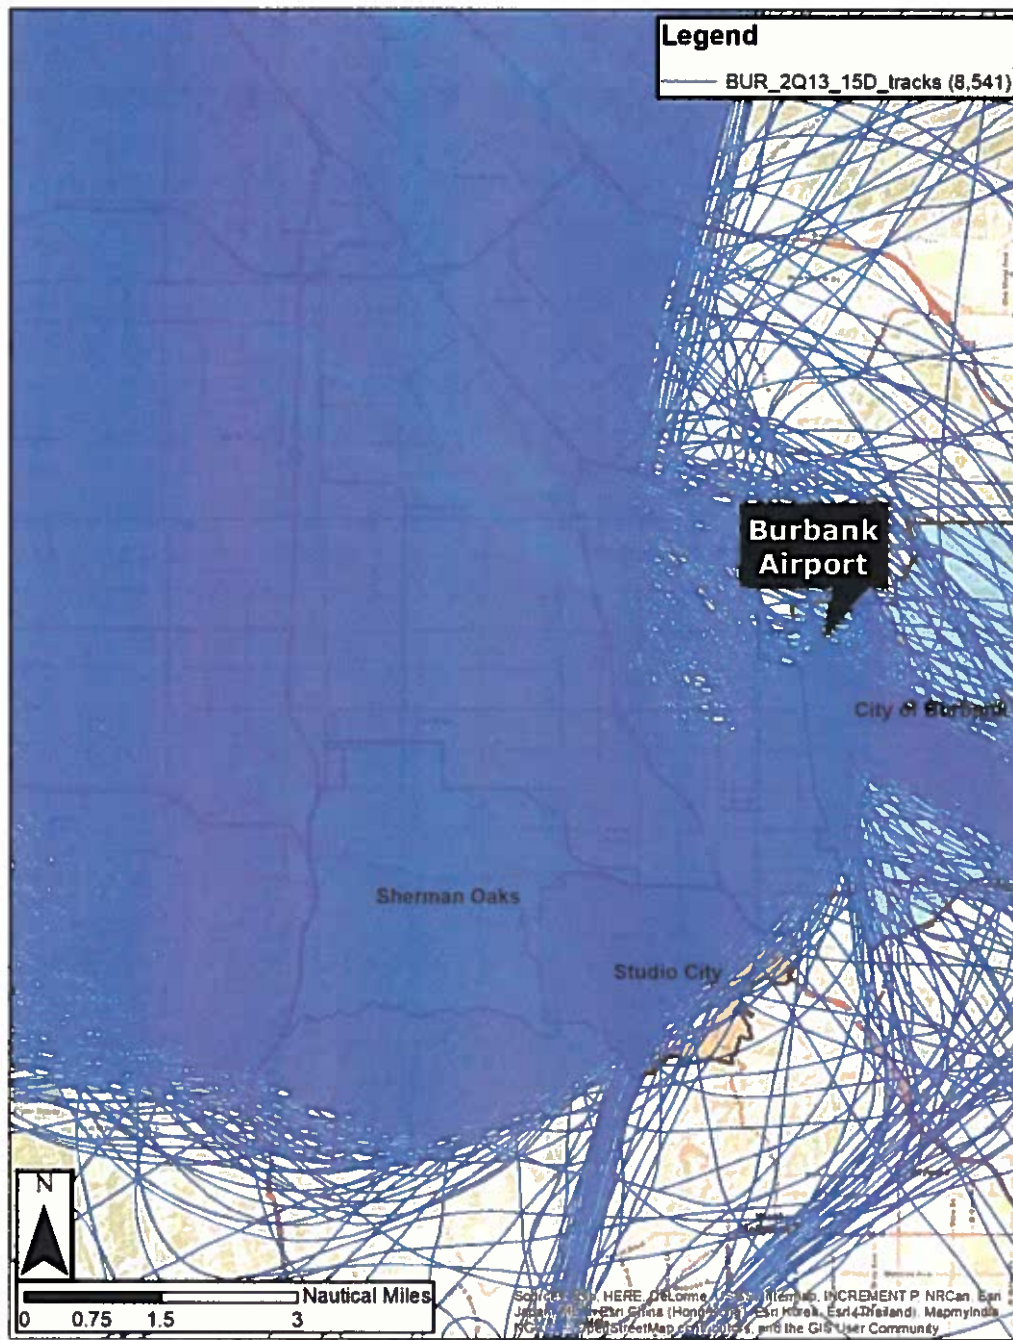 Legend
BUR_2Q13_15D_tracks (8,541)
Burbank
Airport
City of Burbank
Sherman Oaks
Studio City
N
Nautical Miles
0 0.75 1.5 3
HERE, DeLorme, INCREMENT P, NRCan, Esri
Esri China (Hong Esri Korea, Esri (Thailand), MapmyIndia,
OpenStreetMap contributors, and the GIS User Community